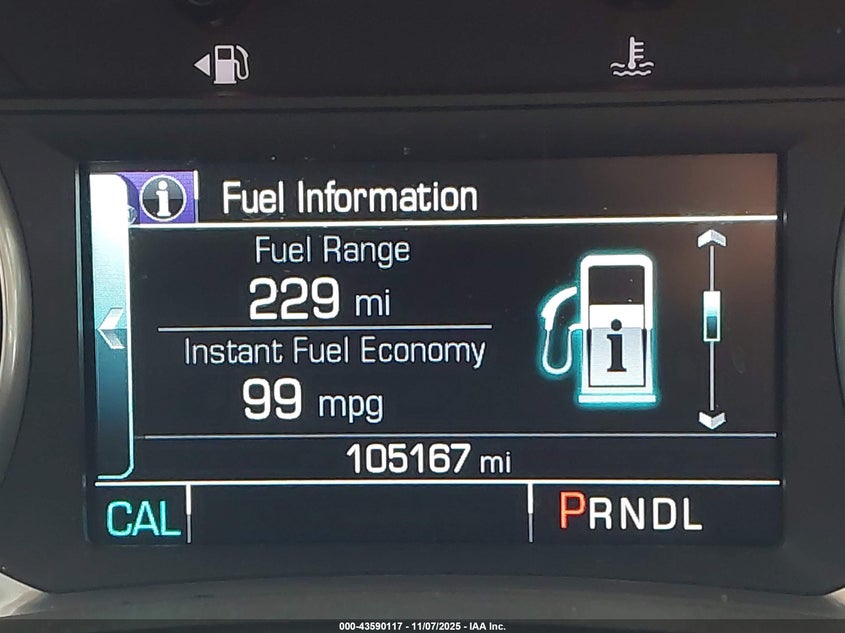 i Fuel Information
Fuel Range
229 mi
i
Instant Fuel Economy
99 mpg
105167 mi
CAL
PRNDL
000-43590117 - 11/07/2025 - IAA Inc.